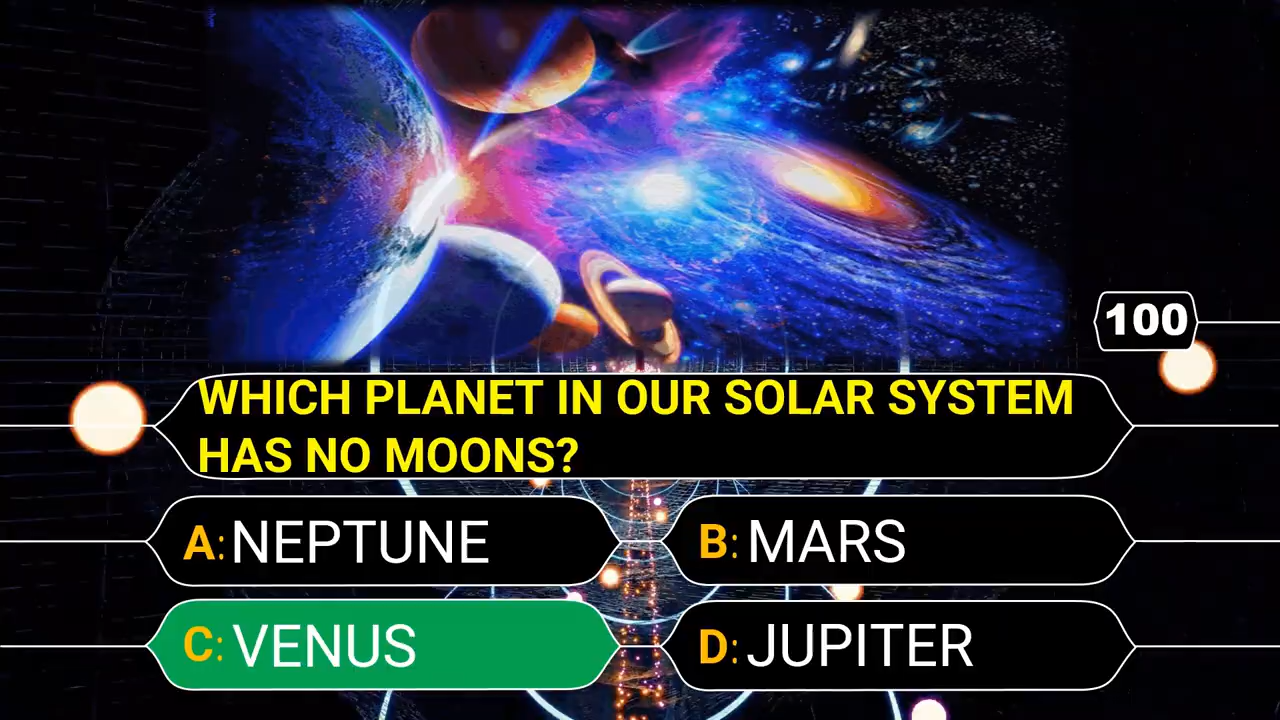 100
WHICH PLANET IN OUR SOLAR SYSTEM
HAS NO MOONS?
A: NEPTUNE
B: MARS
C: VENUS
D: JUPITER